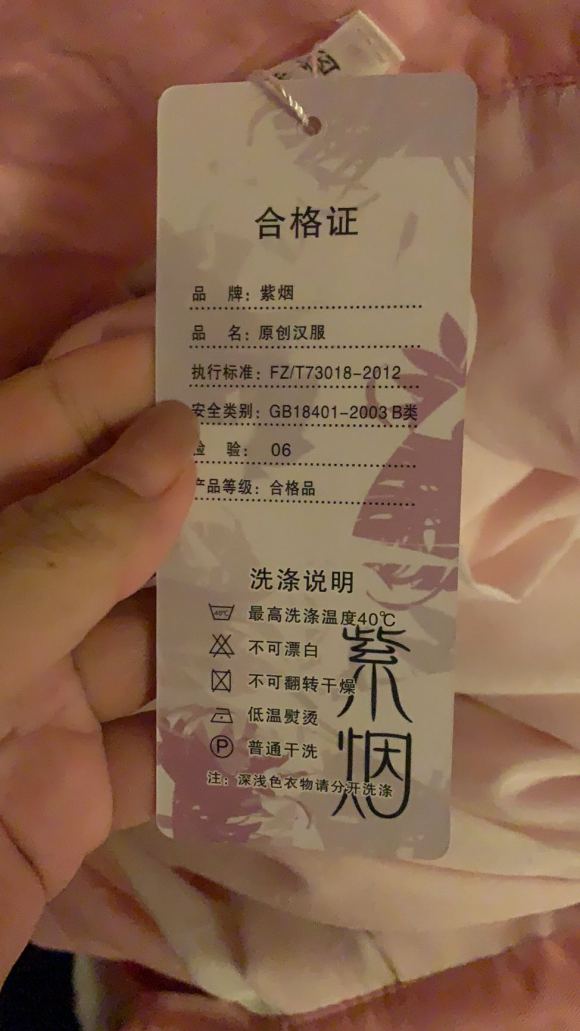 合格证
品 牌：紫烟
品 名：原创汉服
执行标准：FZ/T73018-2012
安全类别：GB18401-2003 B类
检 验： 06
产品等级：合格品
洗涤说明
40℃ 最高洗涤温度40℃
不可漂白
不可翻转干燥
低温熨烫
P 普通干洗
注：深浅色衣物请分开洗涤
紫烟